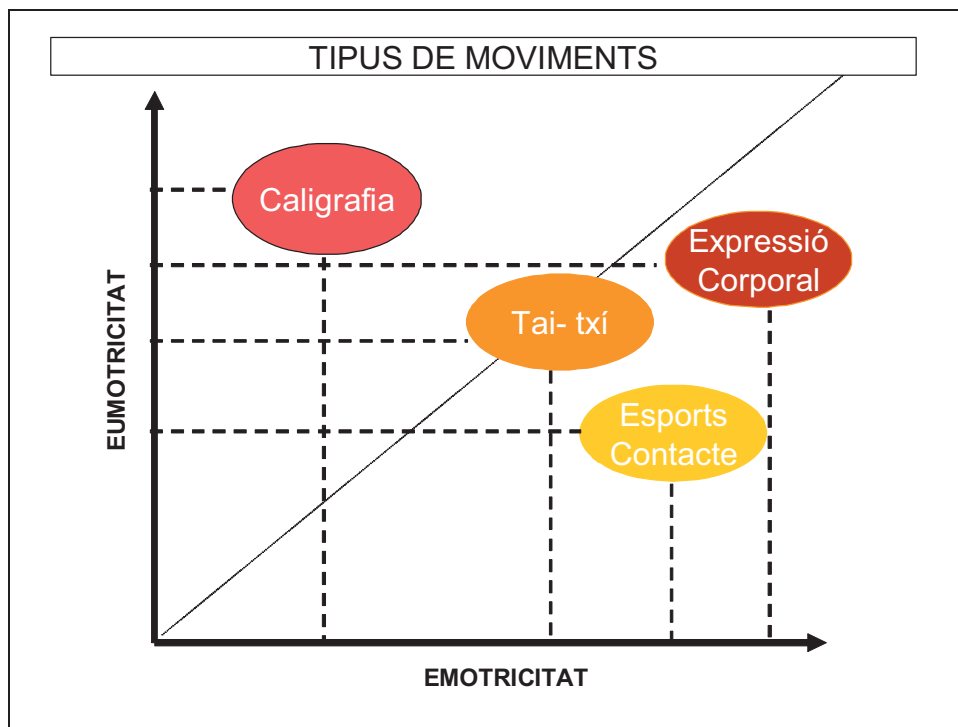 TIPUS DE MOVIMENTS
Caligrafia
Expressió
Corporal
Tai- txí
Esports
Contacte
EUMOTRICITAT
EMOTRICITAT